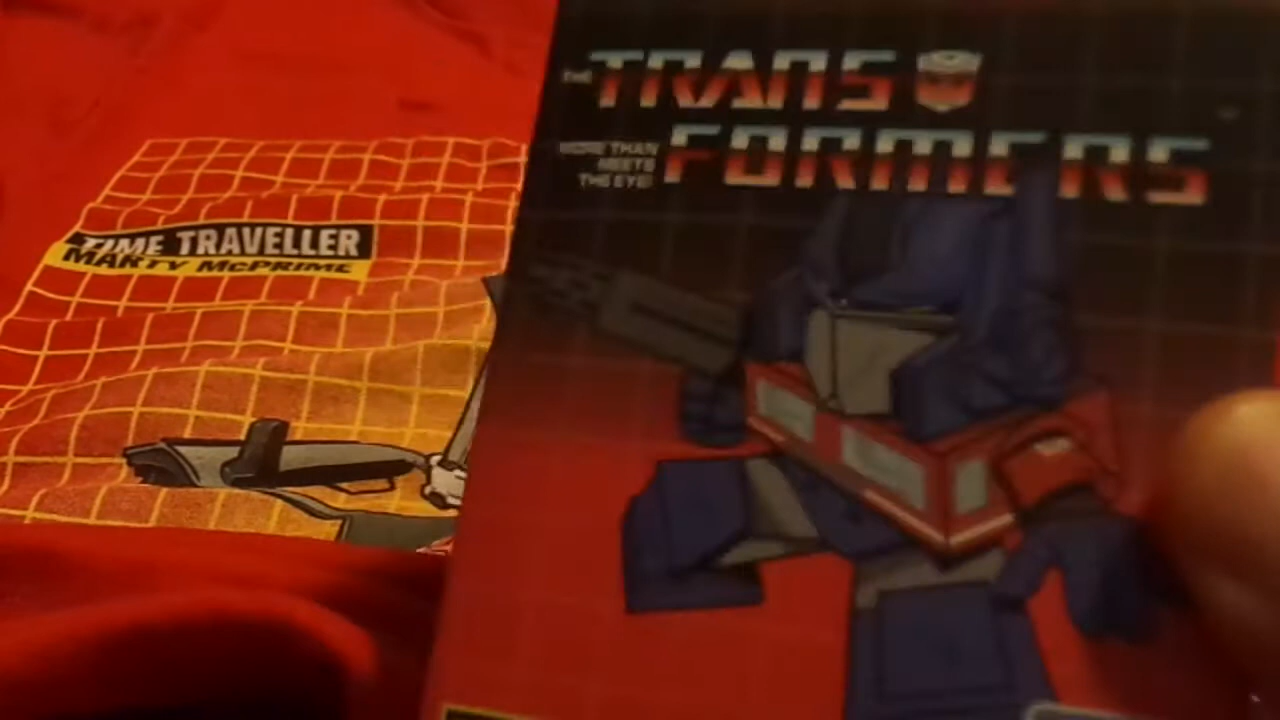 TIME TRAVELLER
MARTY McPRIME
THE TRANS
FORMERS
MORE THAN
MEETS
THE EYE!